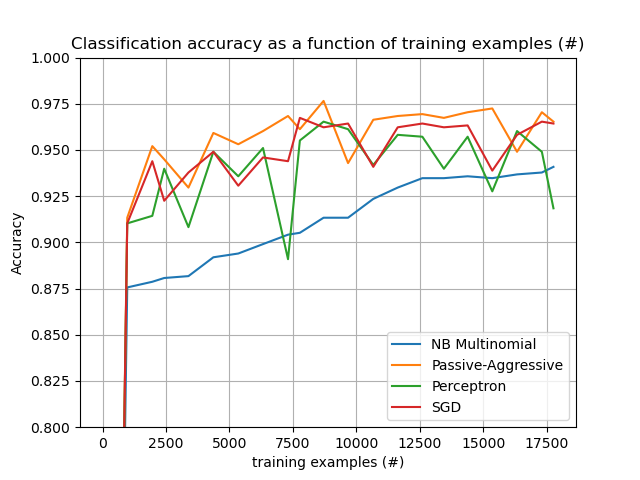 Classification accuracy as a function of training examples (#)
1.000
0.975
0.950
0.925
0.900
0.875
0.850
0.825
0.800
Accuracy
NB Multinomial
Passive-Aggressive
Perceptron
SGD
0 2500 5000 7500 10000 12500 15000 17500
training examples (#)